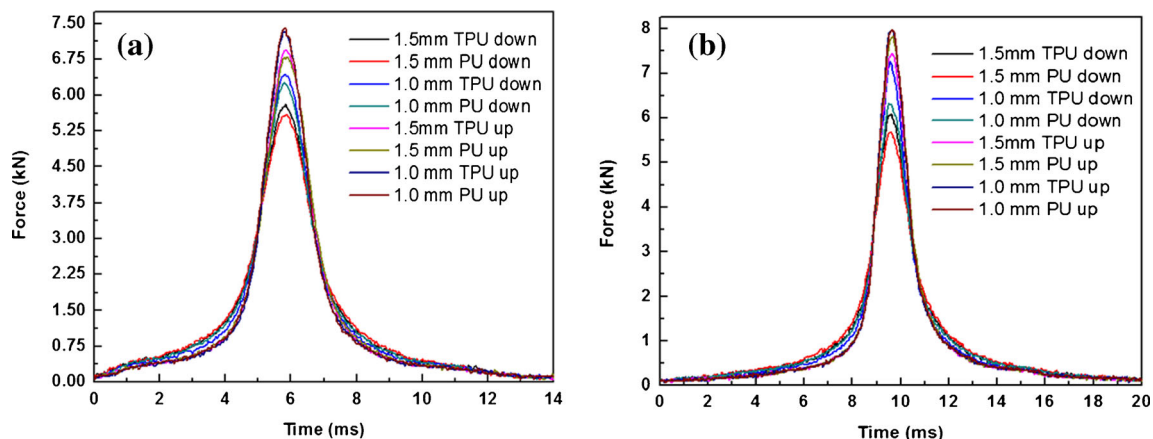 (a)
7.50
6.75
6.00
5.25
4.50
3.75
3.00
2.25
1.50
0.75
0.00
Force (kN)
1.5mm TPU down
1.5 mm PU down
1.0 mm TPU down
1.0 mm PU down
1.5mm TPU up
1.5 mm PU up
1.0 mm TPU up
1.0 mm PU up
0 2 4 6 8 10 12 14
Time (ms)
(b)
8
7
6
5
4
3
2
1
0
Force (kN)
1.5mm TPU down
1.5 mm PU down
1.0 mm TPU down
1.0 mm PU down
1.5mm TPU up
1.5 mm PU up
1.0 mm TPU up
1.0 mm PU up
0 2 4 6 8 10 12 14 16 18 20
Time (ms)